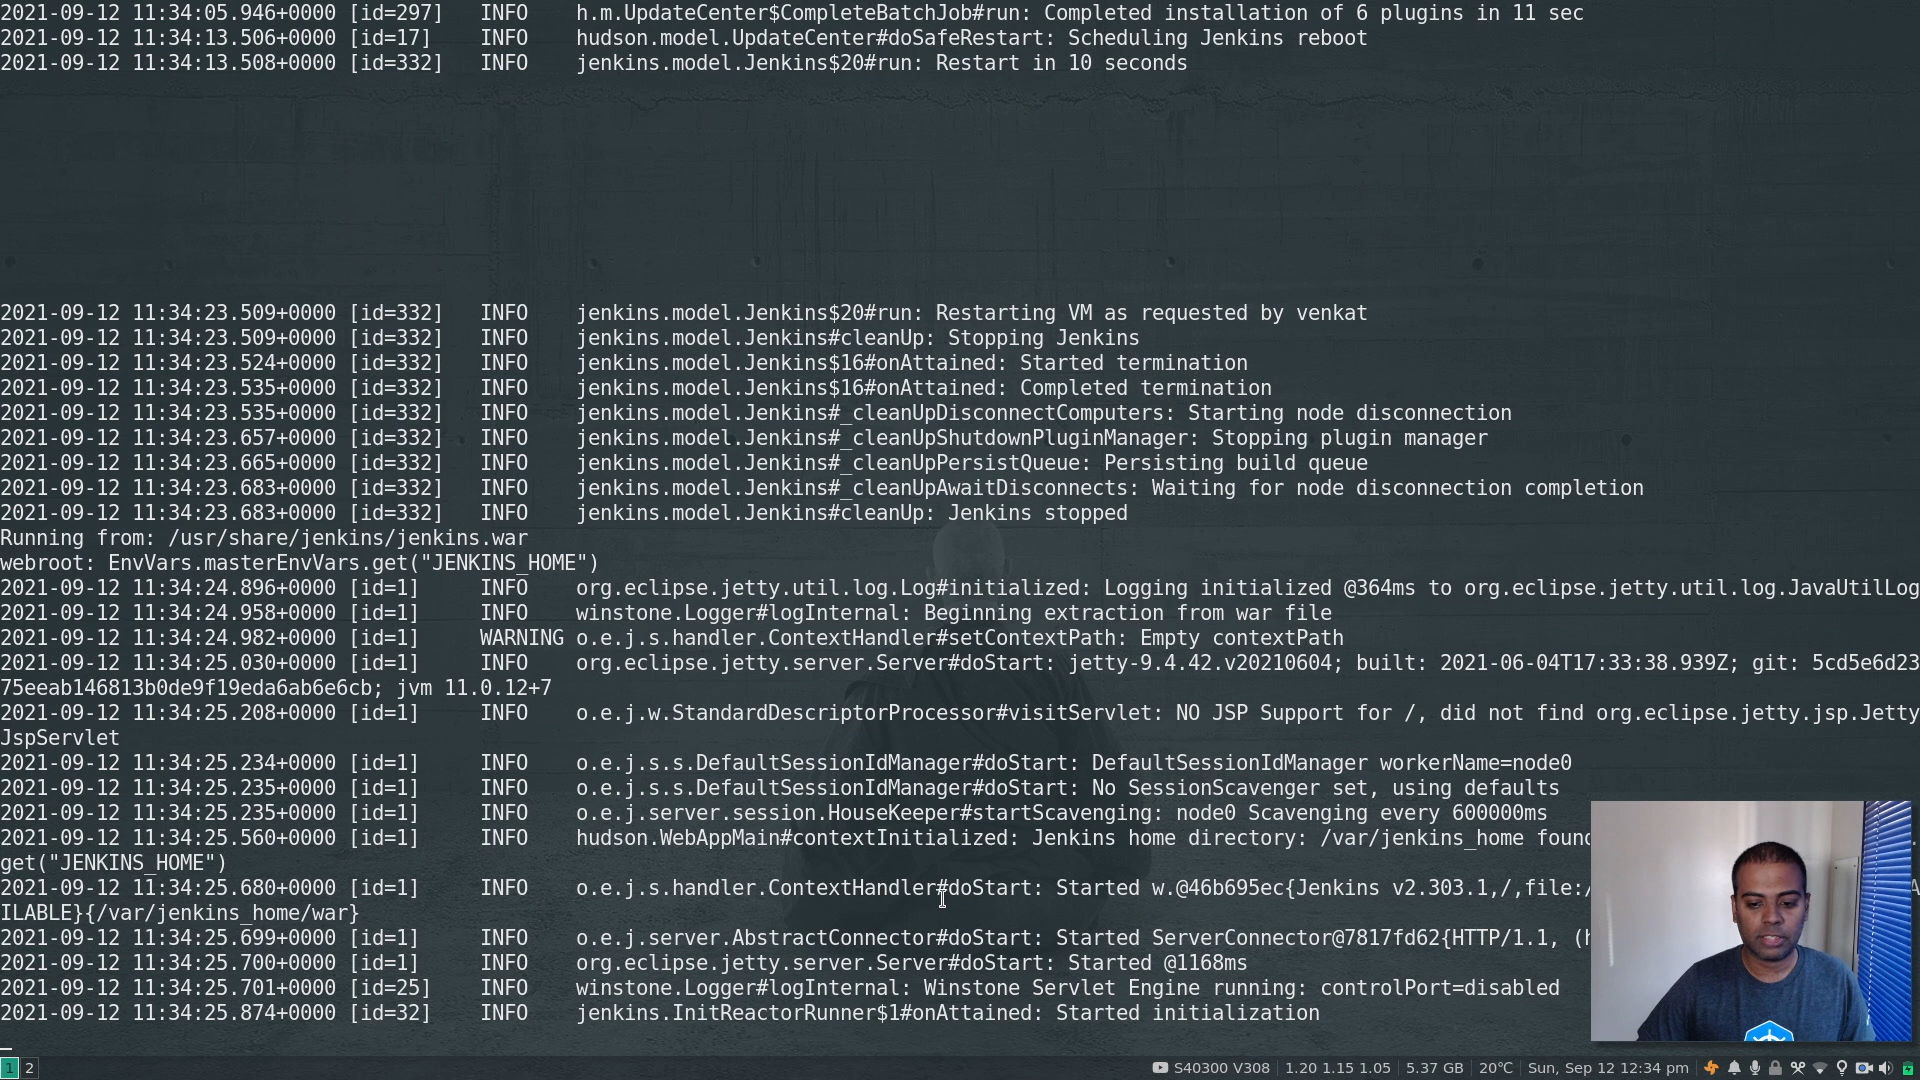 2021-09-12 11:34:05.946+0000 [id=297] INFO h.m.UpdateCenter$CompleteBatchJob#run: Completed installation of 6 plugins in 11 sec
2021-09-12 11:34:13.506+0000 [id=17] INFO hudson.model.UpdateCenter#doSafeRestart: Scheduling Jenkins reboot
2021-09-12 11:34:13.508+0000 [id=332] INFO jenkins.model.Jenkins$20#run: Restart in 10 seconds
2021-09-12 11:34:23.509+0000 [id=332] INFO jenkins.model.Jenkins$20#run: Restarting VM as requested by venkat
2021-09-12 11:34:23.509+0000 [id=332] INFO jenkins.model.Jenkins#cleanUp: Stopping Jenkins
2021-09-12 11:34:23.524+0000 [id=332] INFO jenkins.model.Jenkins$16#onAttained: Started termination
2021-09-12 11:34:23.535+0000 [id=332] INFO jenkins.model.Jenkins$16#onAttained: Completed termination
2021-09-12 11:34:23.535+0000 [id=332] INFO jenkins.model.Jenkins#_cleanUpDisconnectComputers: Starting node disconnection
2021-09-12 11:34:23.657+0000 [id=332] INFO jenkins.model.Jenkins#_cleanUpShutdownPluginManager: Stopping plugin manager
2021-09-12 11:34:23.665+0000 [id=332] INFO jenkins.model.Jenkins#_cleanUpPersistQueue: Persisting build queue
2021-09-12 11:34:23.683+0000 [id=332] INFO jenkins.model.Jenkins#_cleanUpAwaitDisconnects: Waiting for node disconnection completion
2021-09-12 11:34:23.683+0000 [id=332] INFO jenkins.model.Jenkins#cleanUp: Jenkins stopped
Running from: /usr/share/jenkins/jenkins.war
webroot: EnvVars.masterEnvVars.get("JENKINS_HOME")
2021-09-12 11:34:24.896+0000 [id=1] INFO org.eclipse.jetty.util.log.Log#initialized: Logging initialized @364ms to org.eclipse.jetty.util.log.JavaUtilLog
2021-09-12 11:34:24.958+0000 [id=1] INFO winstone.Logger#logInternal: Beginning extraction from war file
2021-09-12 11:34:24.982+0000 [id=1] WARNING o.e.j.s.handler.ContextHandler#setContextPath: Empty contextPath
2021-09-12 11:34:25.030+0000 [id=1] INFO org.eclipse.jetty.server.Server#doStart: jetty-9.4.42.v20210604; built: 2021-06-04T17:33:38.939Z; git: 5cd5e6d23
75eeab146813b0de9f19eda6ab6e6cb; jvm 11.0.12+7
2021-09-12 11:34:25.208+0000 [id=1] INFO o.e.j.w.StandardDescriptorProcessor#visitServlet: NO JSP Support for /, did not find org.eclipse.jetty.jsp.Jetty
JspServlet
2021-09-12 11:34:25.234+0000 [id=1] INFO o.e.j.s.s.DefaultSessionIdManager#doStart: DefaultSessionIdManager workerName=node0
2021-09-12 11:34:25.235+0000 [id=1] INFO o.e.j.s.s.DefaultSessionIdManager#doStart: No SessionScavenger set, using defaults
2021-09-12 11:34:25.235+0000 [id=1] INFO o.e.j.server.session.HouseKeeper#startScavenging: node0 Scavenging every 600000ms
2021-09-12 11:34:25.560+0000 [id=1] INFO hudson.WebAppMain#contextInitialized: Jenkins home directory: /var/jenkins_home found
get("JENKINS_HOME")
2021-09-12 11:34:25.680+0000 [id=1] INFO o.e.j.s.handler.ContextHandler#doStart: Started w.@46b695ec{Jenkins v2.303.1,/,file:/
ILABLE}{/var/jenkins_home/war}
2021-09-12 11:34:25.699+0000 [id=1] INFO o.e.j.server.AbstractConnector#doStart: Started ServerConnector@7817fd62{HTTP/1.1, (h
2021-09-12 11:34:25.700+0000 [id=1] INFO org.eclipse.jetty.server.Server#doStart: Started @1168ms
2021-09-12 11:34:25.701+0000 [id=25] INFO winstone.Logger#logInternal: Winstone Servlet Engine running: controlPort=disabled
2021-09-12 11:34:25.874+0000 [id=32] INFO jenkins.InitReactorRunner$1#onAttained: Started initialization
1 2 S40300 V308 1.20 1.15 1.05 5.37 GB 20℃ Sun, Sep 12 12:34 pm